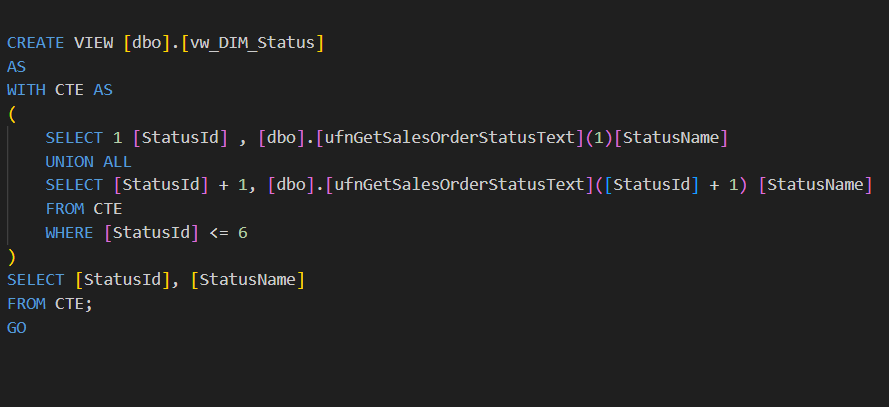 CREATE VIEW [dbo].[vw_DIM_Status]
AS
WITH CTE AS
(
    SELECT 1 [StatusId] , [dbo].[ufnGetSalesOrderStatusText](1)[StatusName]
    UNION ALL
    SELECT [StatusId] + 1, [dbo].[ufnGetSalesOrderStatusText]([StatusId] + 1) [StatusName]
    FROM CTE
    WHERE [StatusId] <= 6
)
SELECT [StatusId], [StatusName]
FROM CTE;
GO